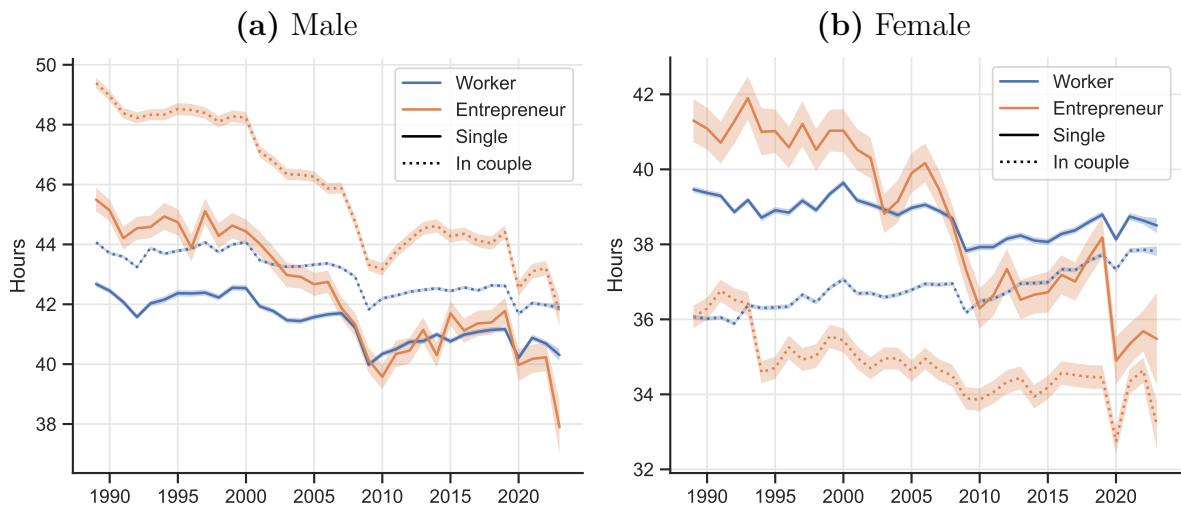 (a) Male
Hours
50
48
46
44
42
40
38
1990 1995 2000 2005 2010 2015 2020
Worker
Entrepreneur
Single
In couple
(b) Female
Hours
42
40
38
36
34
32
1990 1995 2000 2005 2010 2015 2020
Worker
Entrepreneur
Single
In couple